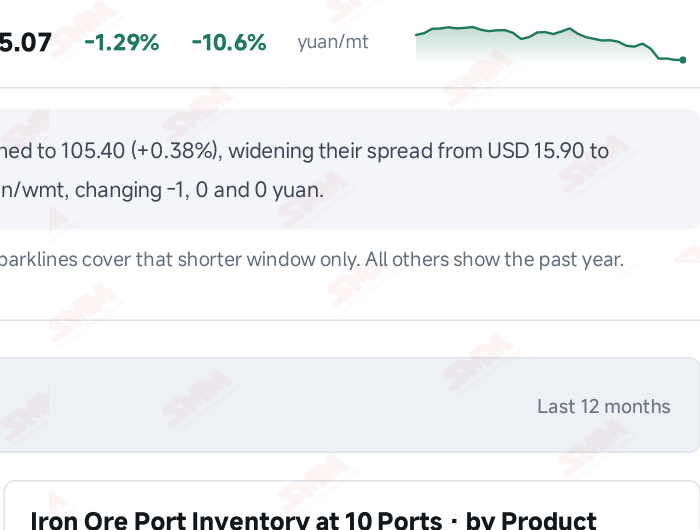 5.07 -1.29% -10.6% yuan/mt
ned to 105.40 (+0.38%), widening their spread from USD 15.90 to
n/wmt, changing -1, 0 and 0 yuan.
parklines cover that shorter window only. All others show the past year.
Last 12 months
Iron Ore Port Inventory at 10 Ports · by Product
SMM